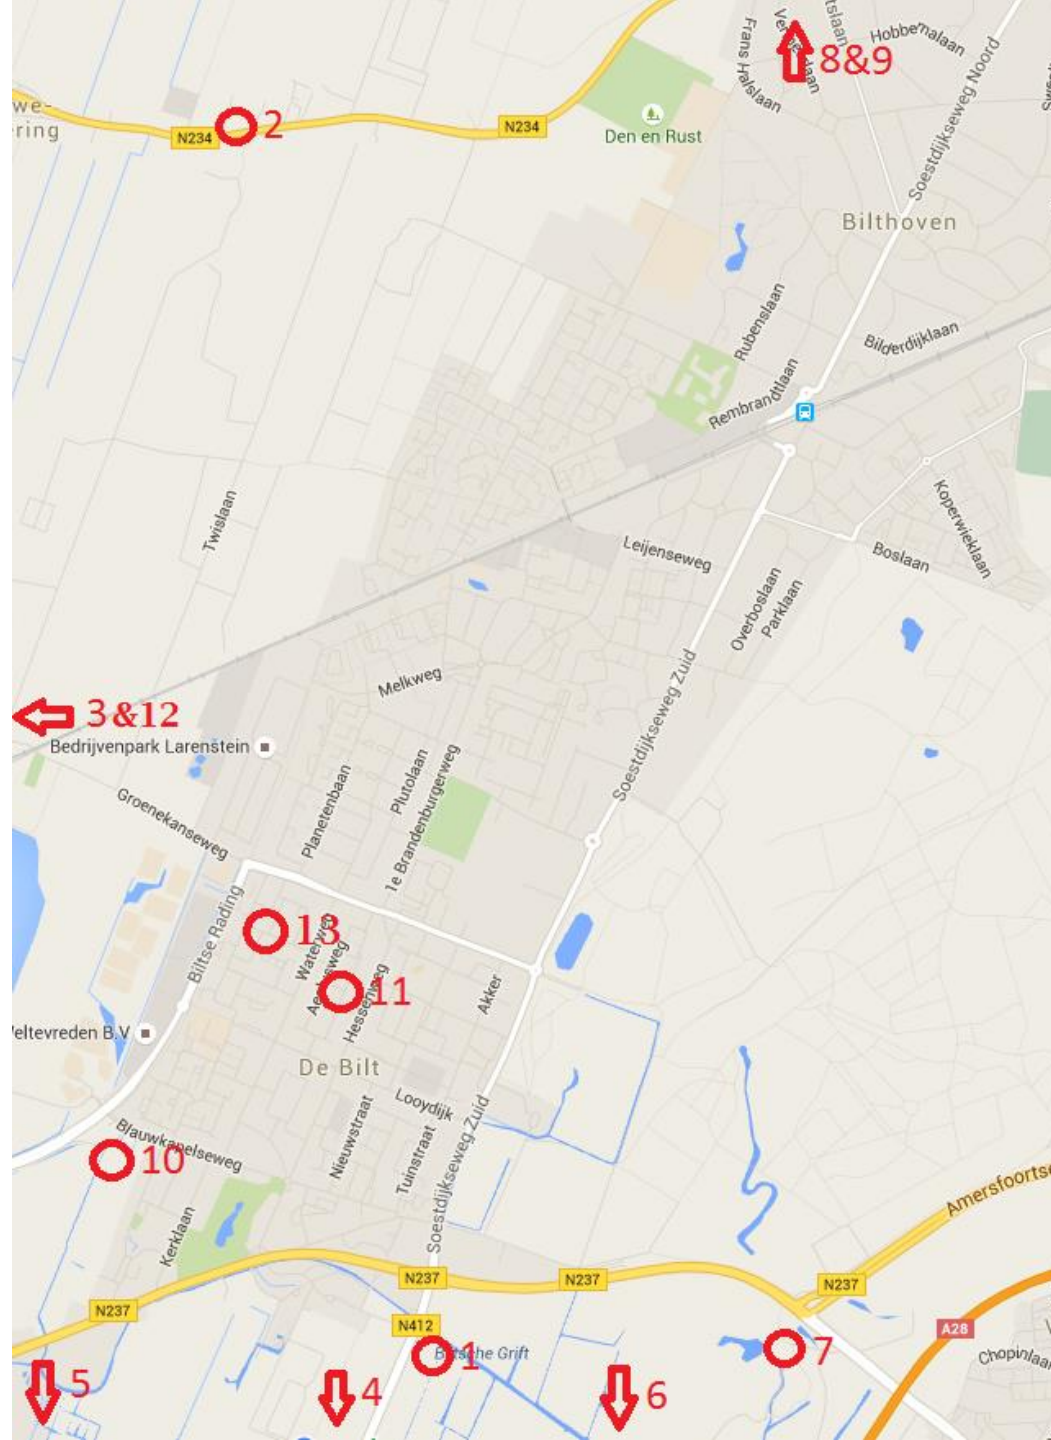 Hobbemalaan
Frans Halslaan
8&9
Soestdijkseweg Noord
we-
ring
N234
2
N234
Den en Rust
Bilthoven
Rubenslaan
Bilderdijklaan
Rembrandtlaan
Twislaan
Koperwieklaan
Leijenseweg
Boslaan
Overboslaan
Parklaan
Melkweg
Soestdijkseweg Zuid
3&12
Bedrijvenpark Larenstein
Groenekanseweg
Planetenbaan
Plutolaan
1e Brandenburgerweg
Biltse Rading
13
Waterweg
11
Hessenweg
Akker
eltevreden B.V
De Bilt
Looydijk
Nieuwstraat
Tuinstraat
Soestdijkseweg Zuid
Blauwkapelseweg
10
Kerklaan
Amersfoortse
N237
N237
N237
N237
N412
A28
Biltsche Grift
1
7
Chopinlaa
5
4
6